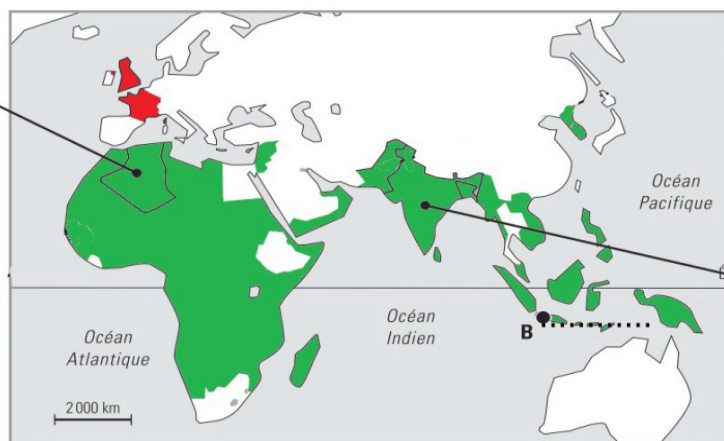 Océan
Pacifique
Océan
Indien
B
Océan
Atlantique
2 000 km